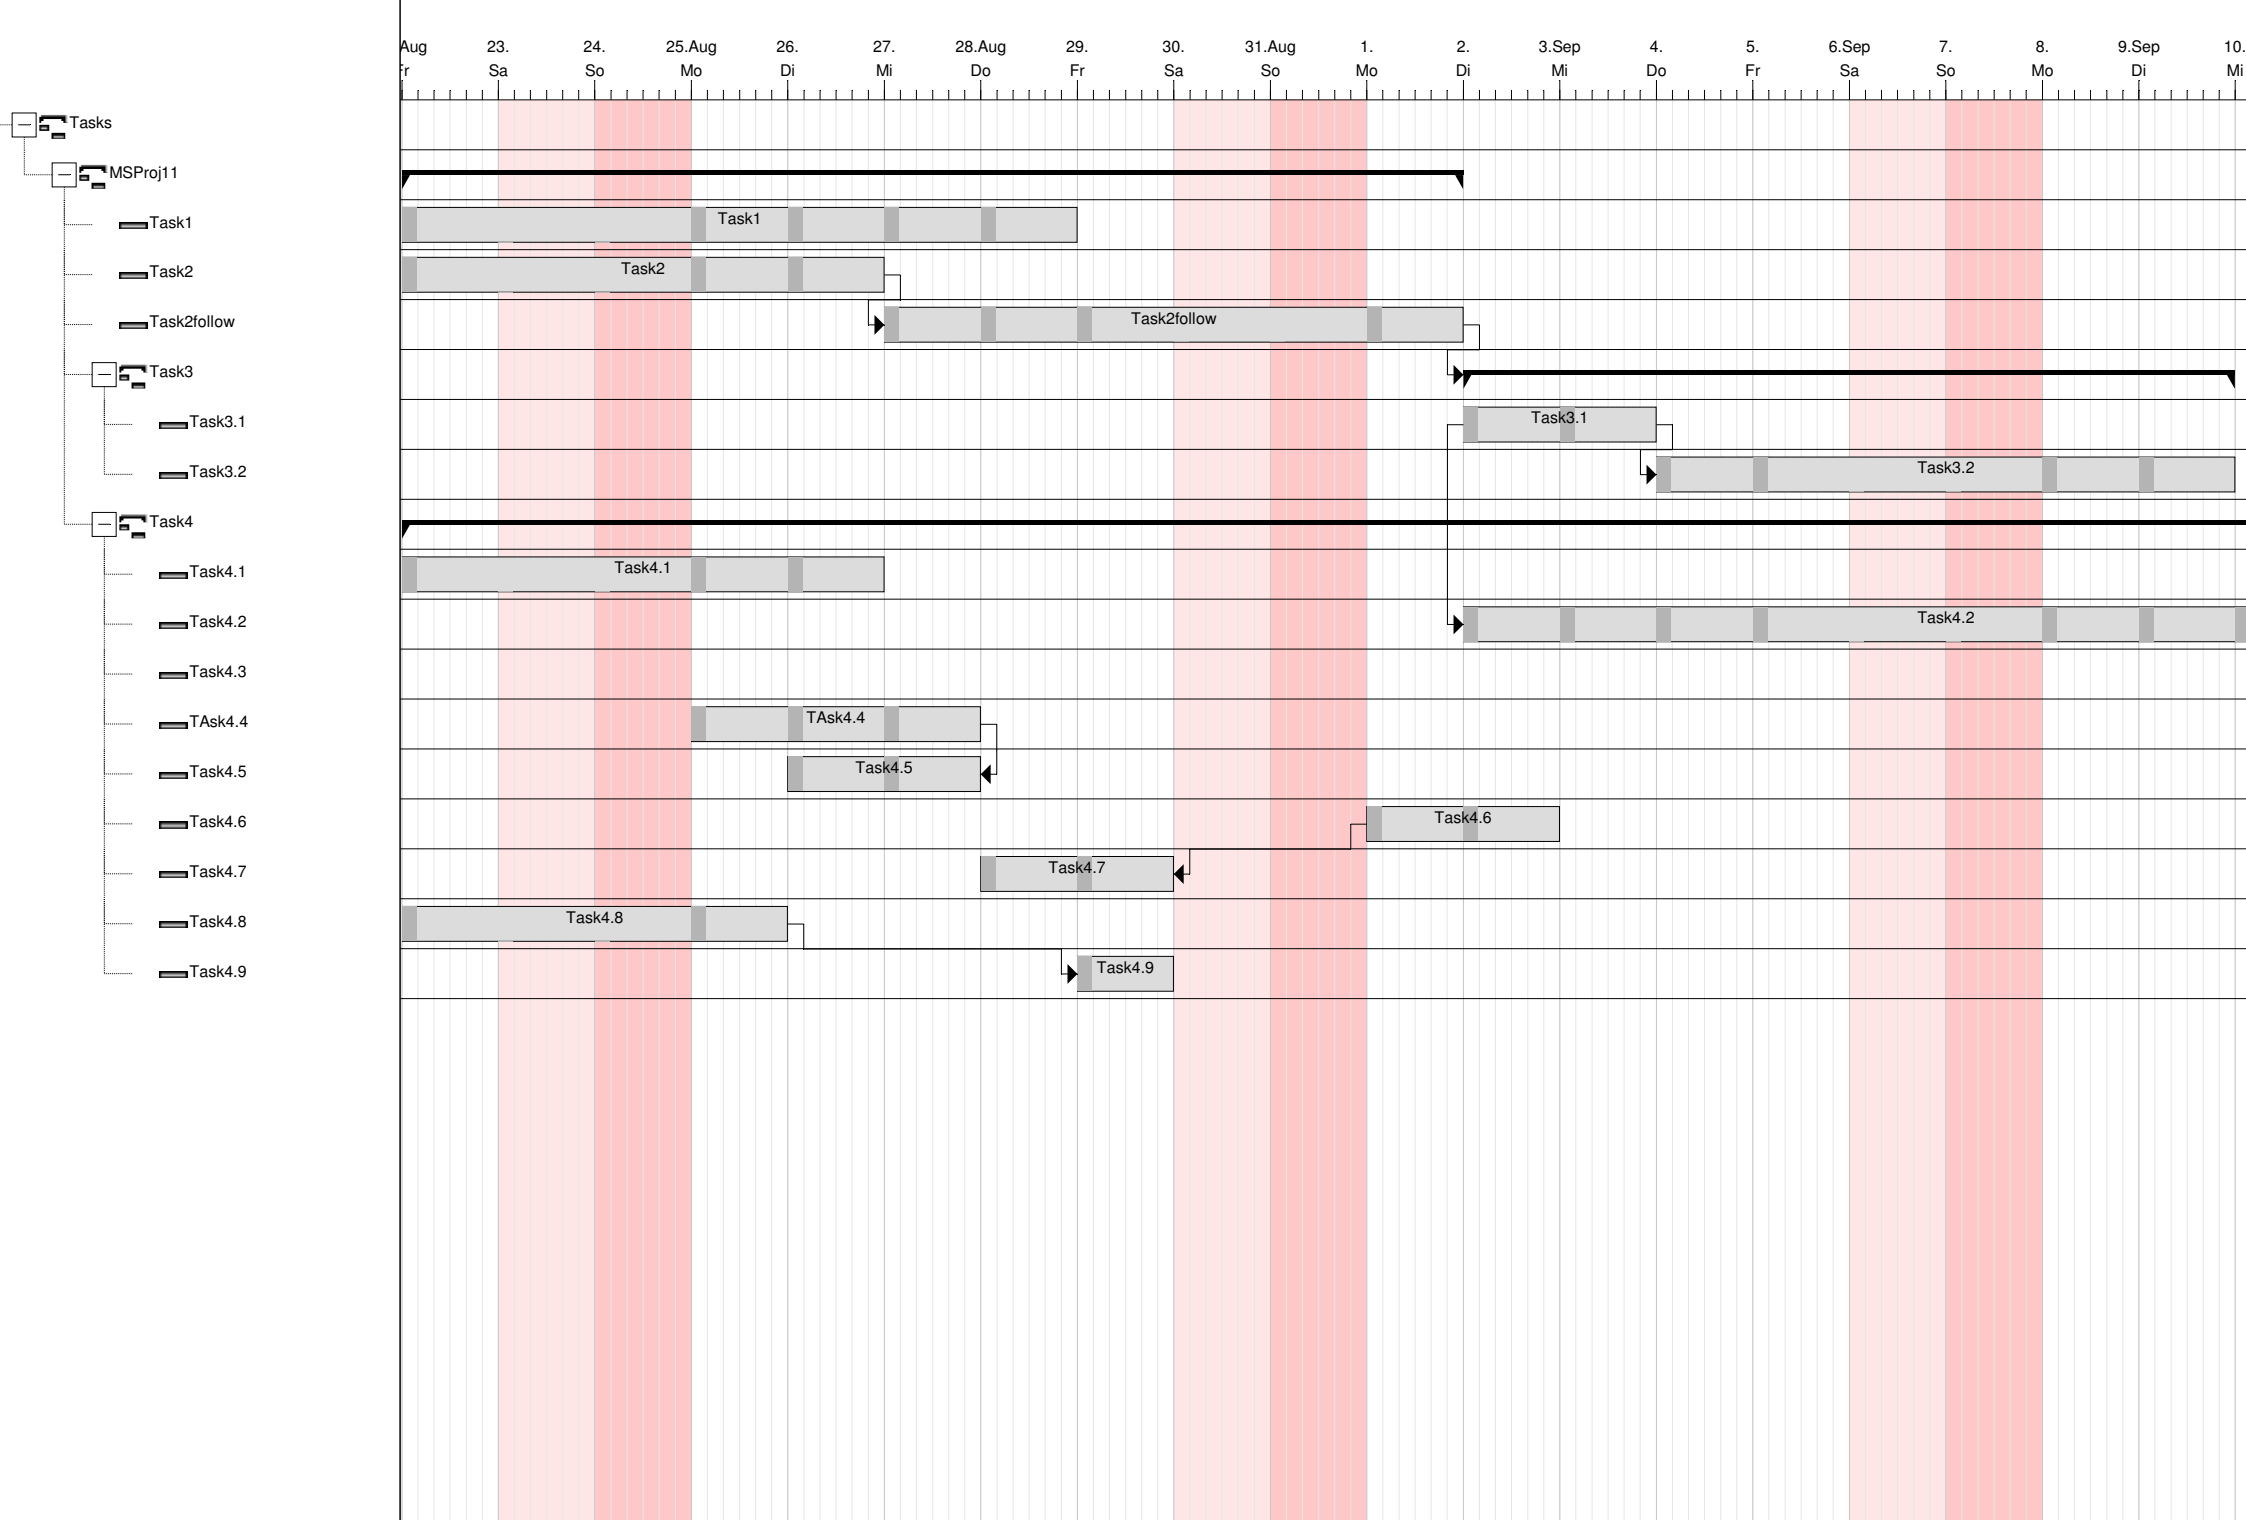 Aug 23. 24. 25.Aug 26. 27. 28.Aug 29. 30. 31.Aug 1. 2. 3.Sep 4. 5. 6.Sep 7. 8. 9.Sep 10.
Fr Sa So Mo Di Mi Do Fr Sa So Mo Di Mi Do Fr Sa So Mo Di Mi
Tasks
MSProj11
Task1 Task1
Task2 Task2
Task2follow Task2follow
Task3
Task3.1 Task3.1
Task3.2 Task3.2
Task4
Task4.1 Task4.1
Task4.2 Task4.2
Task4.3
TAsk4.4 TAsk4.4
Task4.5 Task4.5
Task4.6 Task4.6
Task4.7 Task4.7
Task4.8 Task4.8
Task4.9 Task4.9